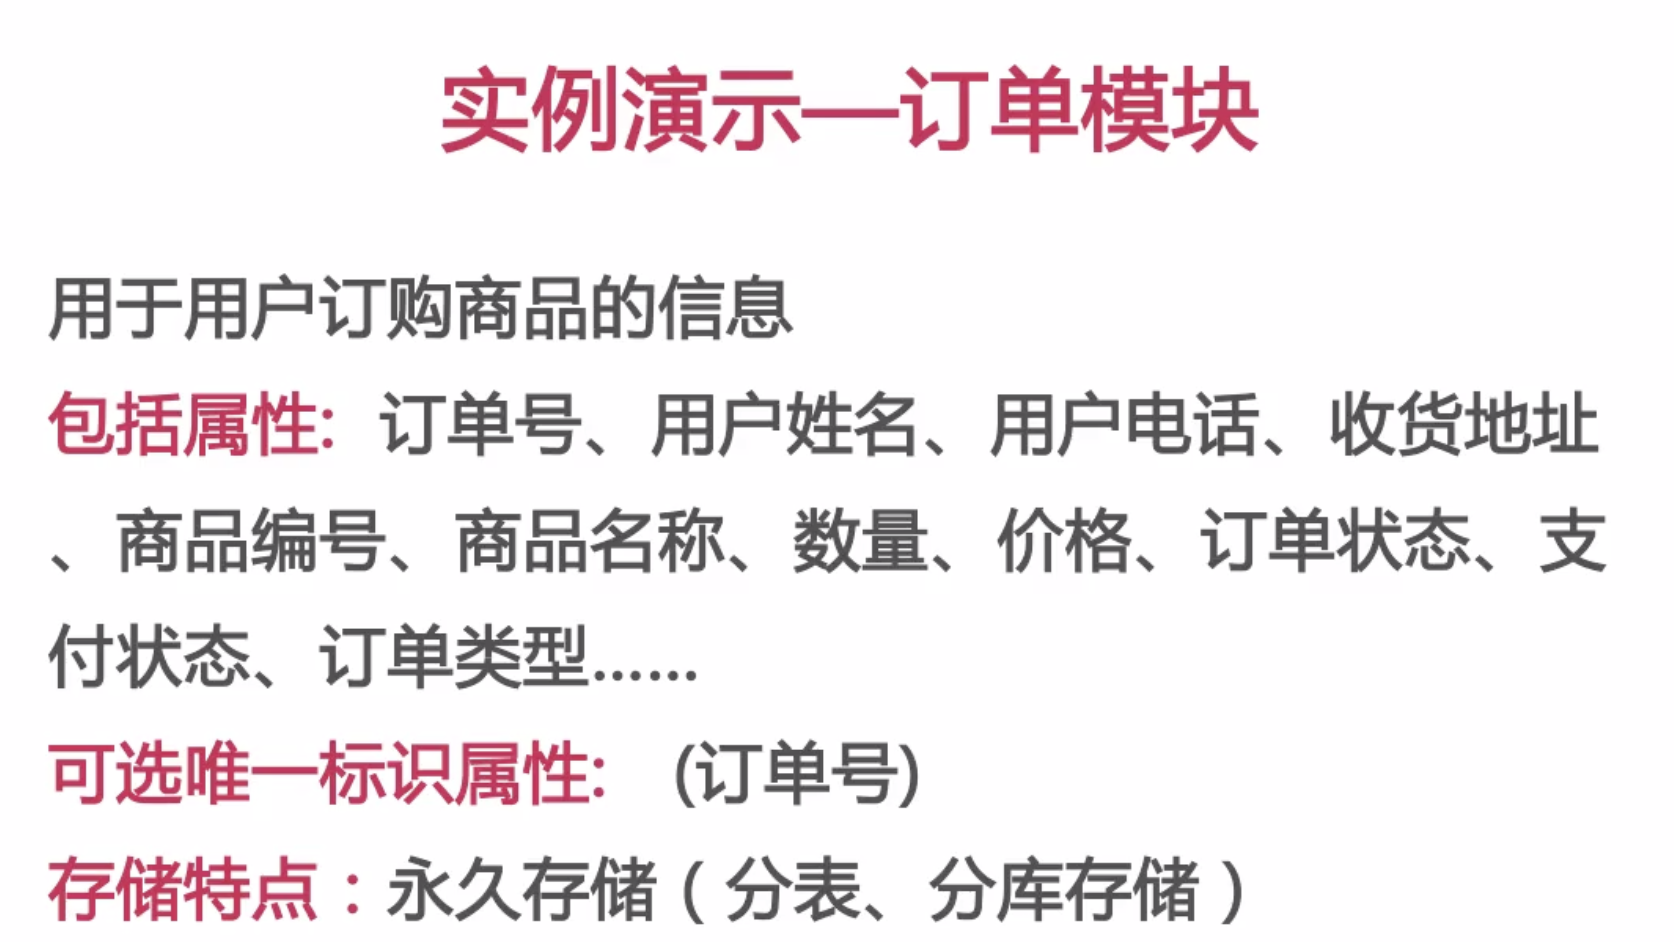 实例演示—订单模块
用于用户订购商品的信息
包括属性: 订单号、用户姓名、用户电话、收货地址
、商品编号、商品名称、数量、价格、订单状态、支
付状态、订单类型......
可选唯一标识属性: (订单号)
存储特点：永久存储（分表、分库存储）